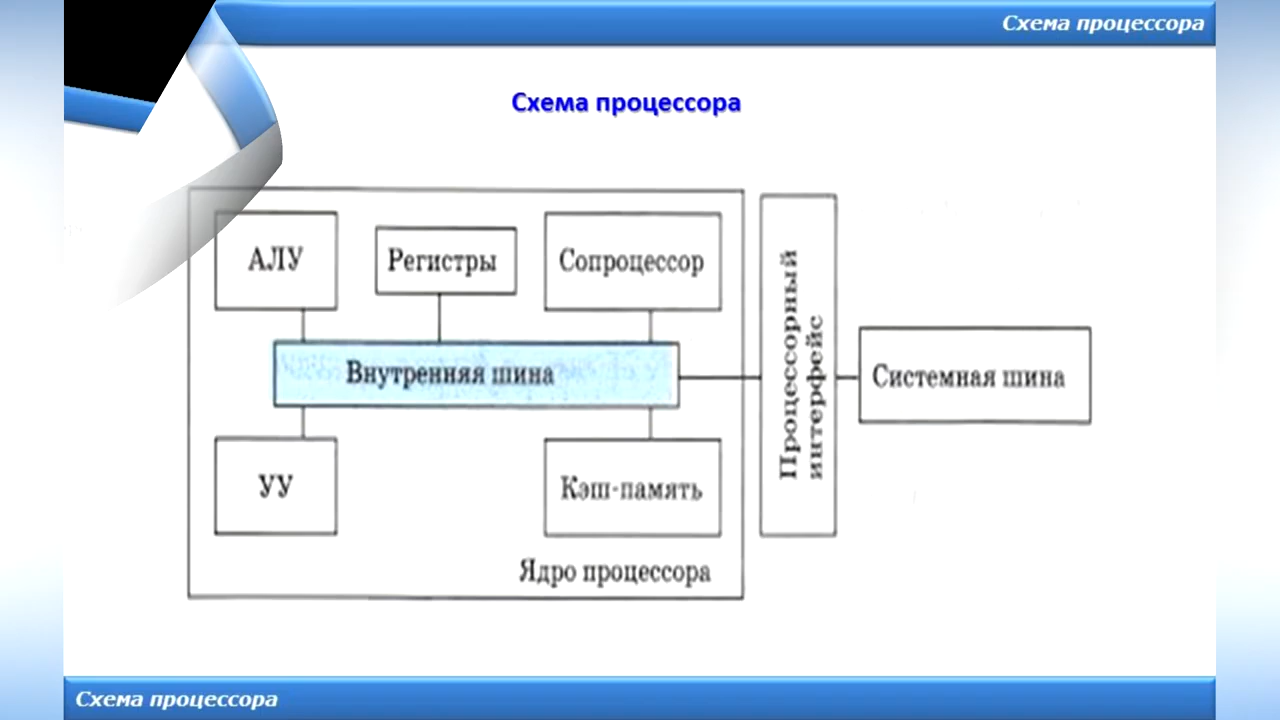 Схема процессора
Схема процессора
АЛУ
Регистры
Сопроцессор
Внутренняя шина
УУ
Кэш-память
Ядро процессора
Процессорный
интерфейс
Системная шина
Схема процессора